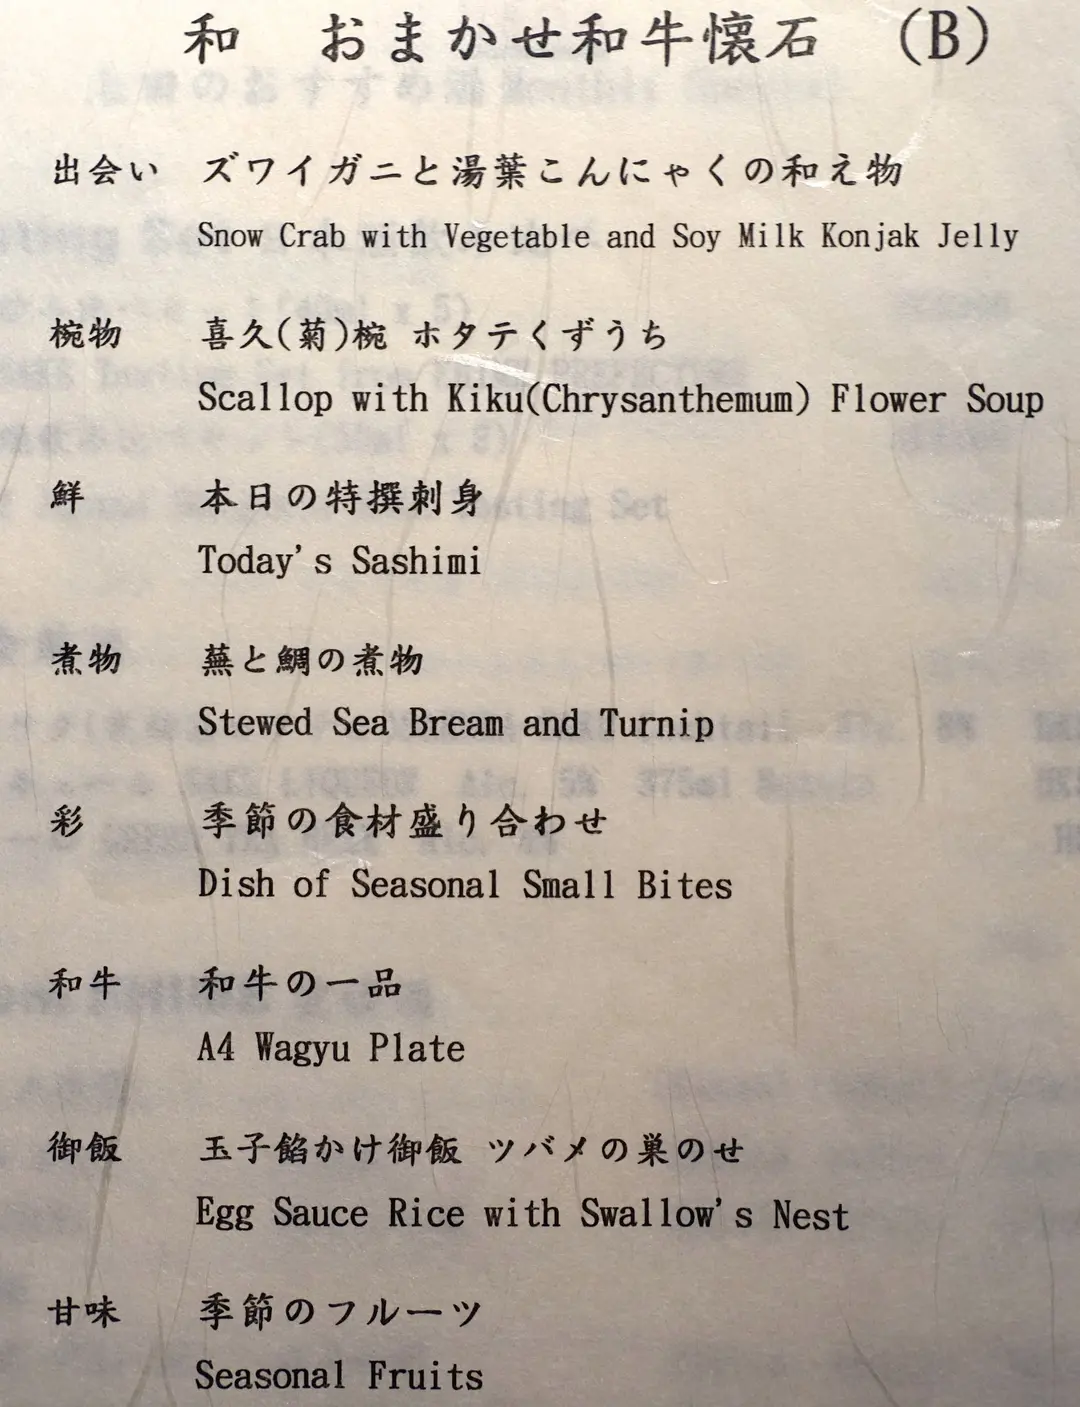 和 おまかせ和牛懐石 (B)
出会い ズワイガニと湯葉こんにゃくの和え物
Snow Crab with Vegetable and Soy Milk Konjak Jelly
椀物 喜久(菊)椀 ホタテくずうち
Scallop with Kiku(Chrysanthemum) Flower Soup
鮮 本日の特撰刺身
Today's Sashimi
煮物 蕪と鯛の煮物
Stewed Sea Bream and Turnip
彩 季節の食材盛り合わせ
Dish of Seasonal Small Bites
和牛 和牛の一品
A4 Wagyu Plate
御飯 玉子餡かけ御飯 ツバメの巣のせ
Egg Sauce Rice with Swallow's Nest
甘味 季節のフルーツ
Seasonal Fruits